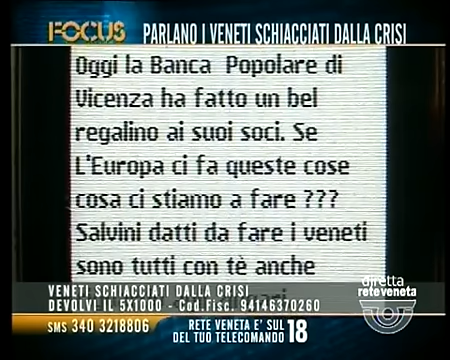 FOCUS PARLANO I VENETI SCHIACCIATI DALLA CRISI
Oggi la Banca Popolare di
Vicenza ha fatto un bel
regalino ai suoi soci. Se
L'Europa ci fa queste cose
cosa ci stiamo a fare ???
Salvini datti da fare i veneti
sono tutti con tè anche
diretta
reteveneta
VENETI SCHIACCIATI DALLA CRISI
DEVOLVI IL 5X1000 - Cod.Fisc. 94146370260
SMS 340 3218806
RETE VENETA E' SUL
DEL TUO TELECOMANDO 18